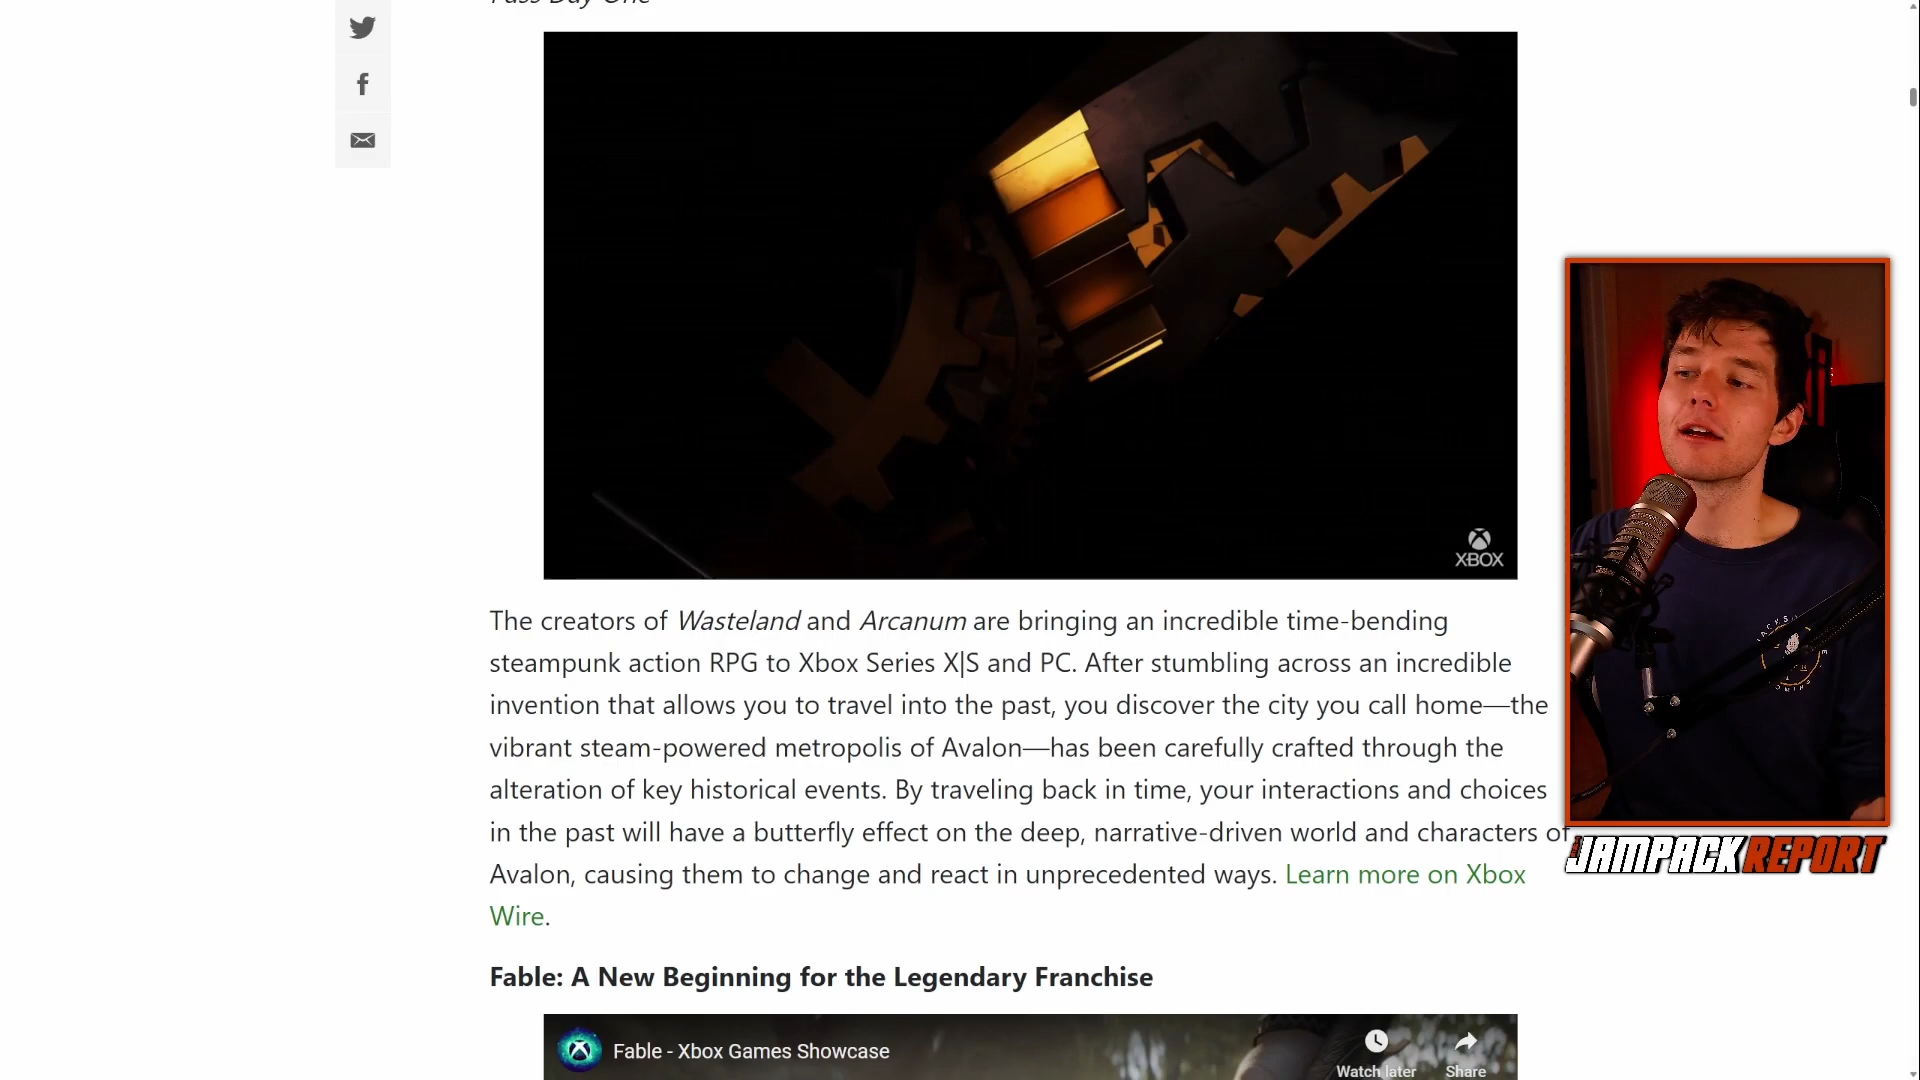 Pass Day One
XBOX
The creators of Wasteland and Arcanum are bringing an incredible time-bending
steampunk action RPG to Xbox Series X|S and PC. After stumbling across an incredible
invention that allows you to travel into the past, you discover the city you call home—the
vibrant steam-powered metropolis of Avalon—has been carefully crafted through the
alteration of key historical events. By traveling back in time, your interactions and choices
in the past will have a butterfly effect on the deep, narrative-driven world and characters of
Avalon, causing them to change and react in unprecedented ways. Learn more on Xbox
Wire.
JAMPACK REPORT
Fable: A New Beginning for the Legendary Franchise
Fable - Xbox Games Showcase
Watch later
Share